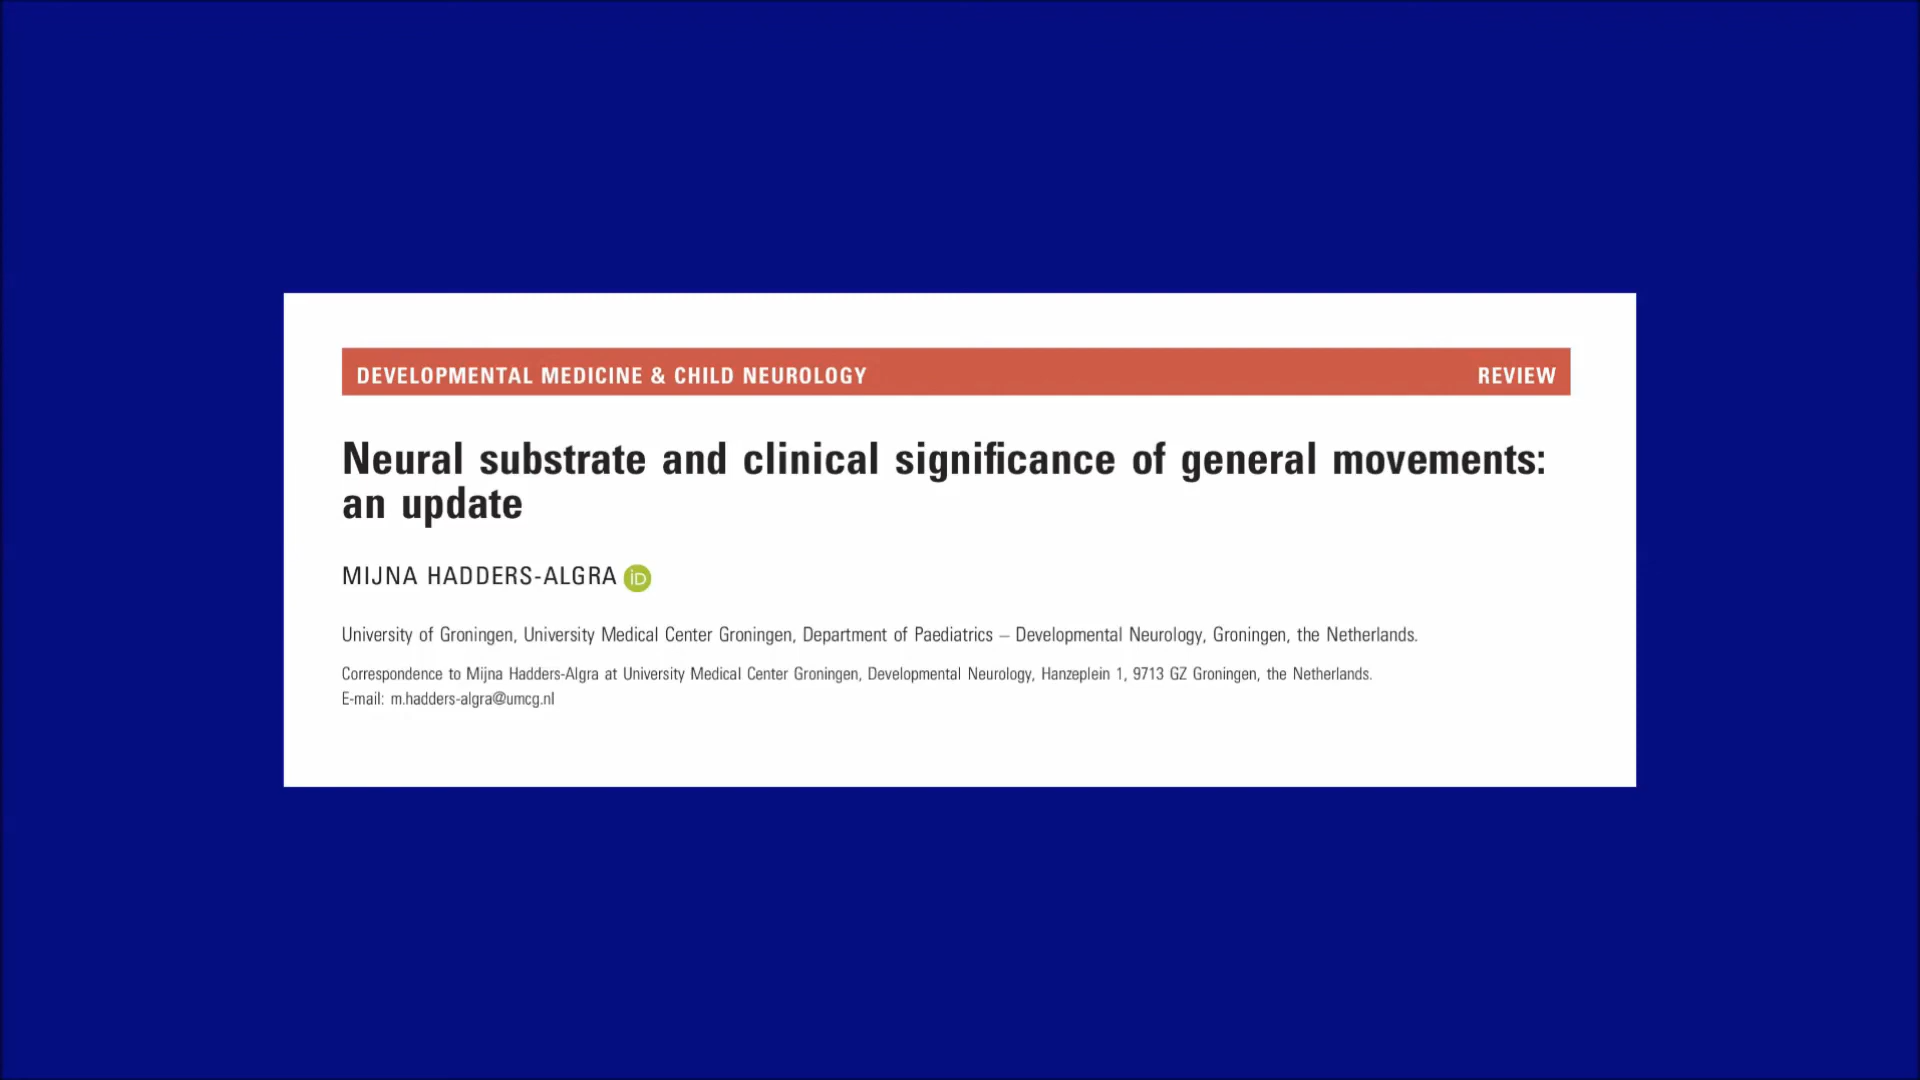 DEVELOPMENTAL MEDICINE & CHILD NEUROLOGY REVIEW
Neural substrate and clinical significance of general movements:
an update
MIJNA HADDERS-ALGRA iD
University of Groningen, University Medical Center Groningen, Department of Paediatrics – Developmental Neurology, Groningen, the Netherlands.
Correspondence to Mijna Hadders-Algra at University Medical Center Groningen, Developmental Neurology, Hanzeplein 1, 9713 GZ Groningen, the Netherlands.
E-mail: m.hadders-algra@umcg.nl